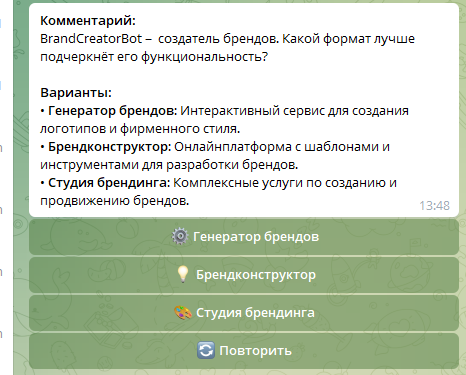 Комментарий:
BrandCreatorBot – создатель брендов. Какой формат лучше
подчеркнёт его функциональность?
Варианты:
• Генератор брендов: Интерактивный сервис для создания
логотипов и фирменного стиля.
• Брендконструктор: Онлайнплатформа с шаблонами и
инструментами для разработки брендов.
• Студия брендинга: Комплексные услуги по созданию и
продвижению брендов.
13:48
⚙️ Генератор брендов
💡 Брендконструктор
🎨 Студия брендинга
🔄 Повторить